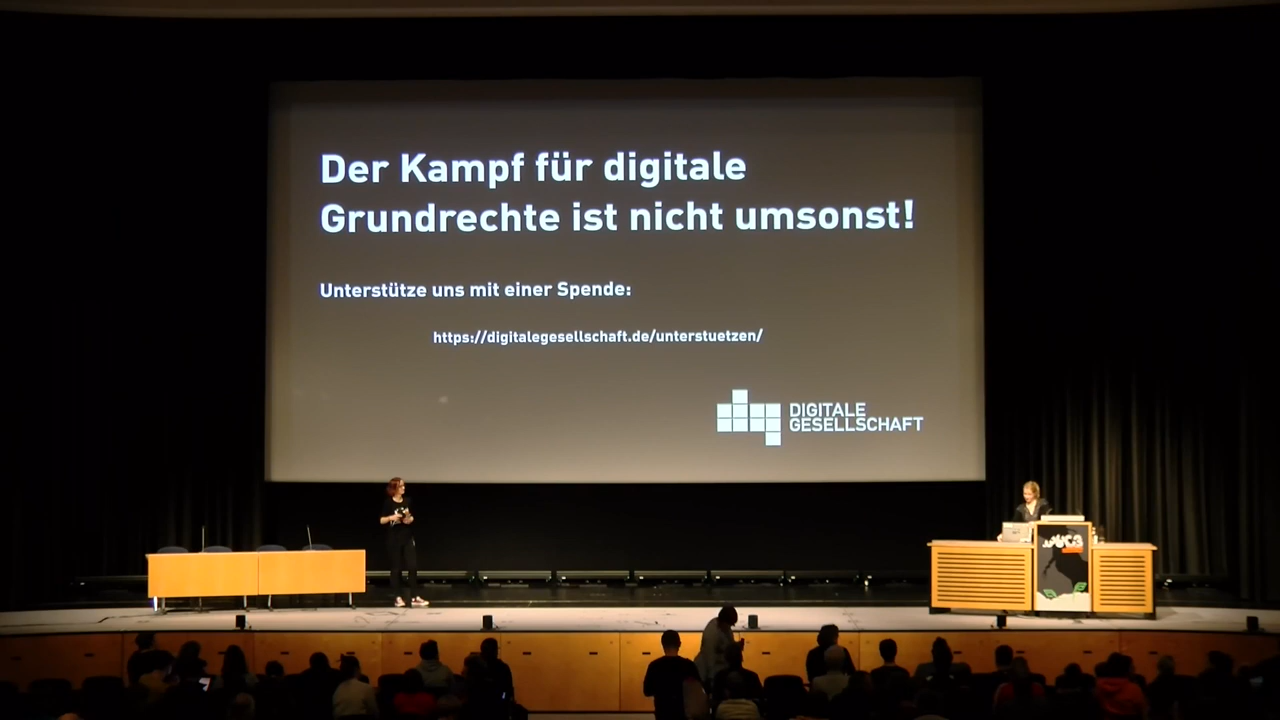 Der Kampf für digitale
Grundrechte ist nicht umsonst!
Unterstütze uns mit einer Spende:
https://digitalegesellschaft.de/unterstuetzen/
DIGITALE
GESELLSCHAFT